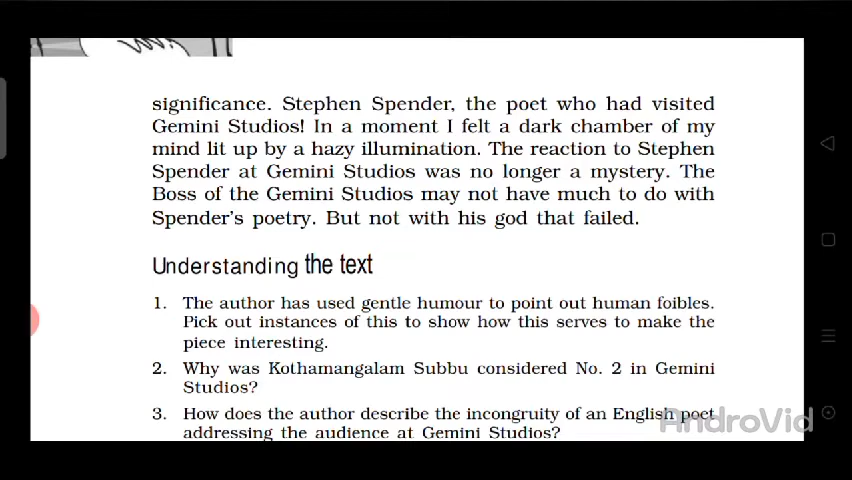 significance. Stephen Spender, the poet who had visited
Gemini Studios! In a moment I felt a dark chamber of my
mind lit up by a hazy illumination. The reaction to Stephen
Spender at Gemini Studios was no longer a mystery. The
Boss of the Gemini Studios may not have much to do with
Spender's poetry. But not with his god that failed.
Understanding the text
1. The author has used gentle humour to point out human foibles.
Pick out instances of this to show how this serves to make the
piece interesting.
2. Why was Kothamangalam Subbu considered No. 2 in Gemini
Studios?
3. How does the author describe the incongruity of an English poet
addressing the audience at Gemini Studios?
AndroVid